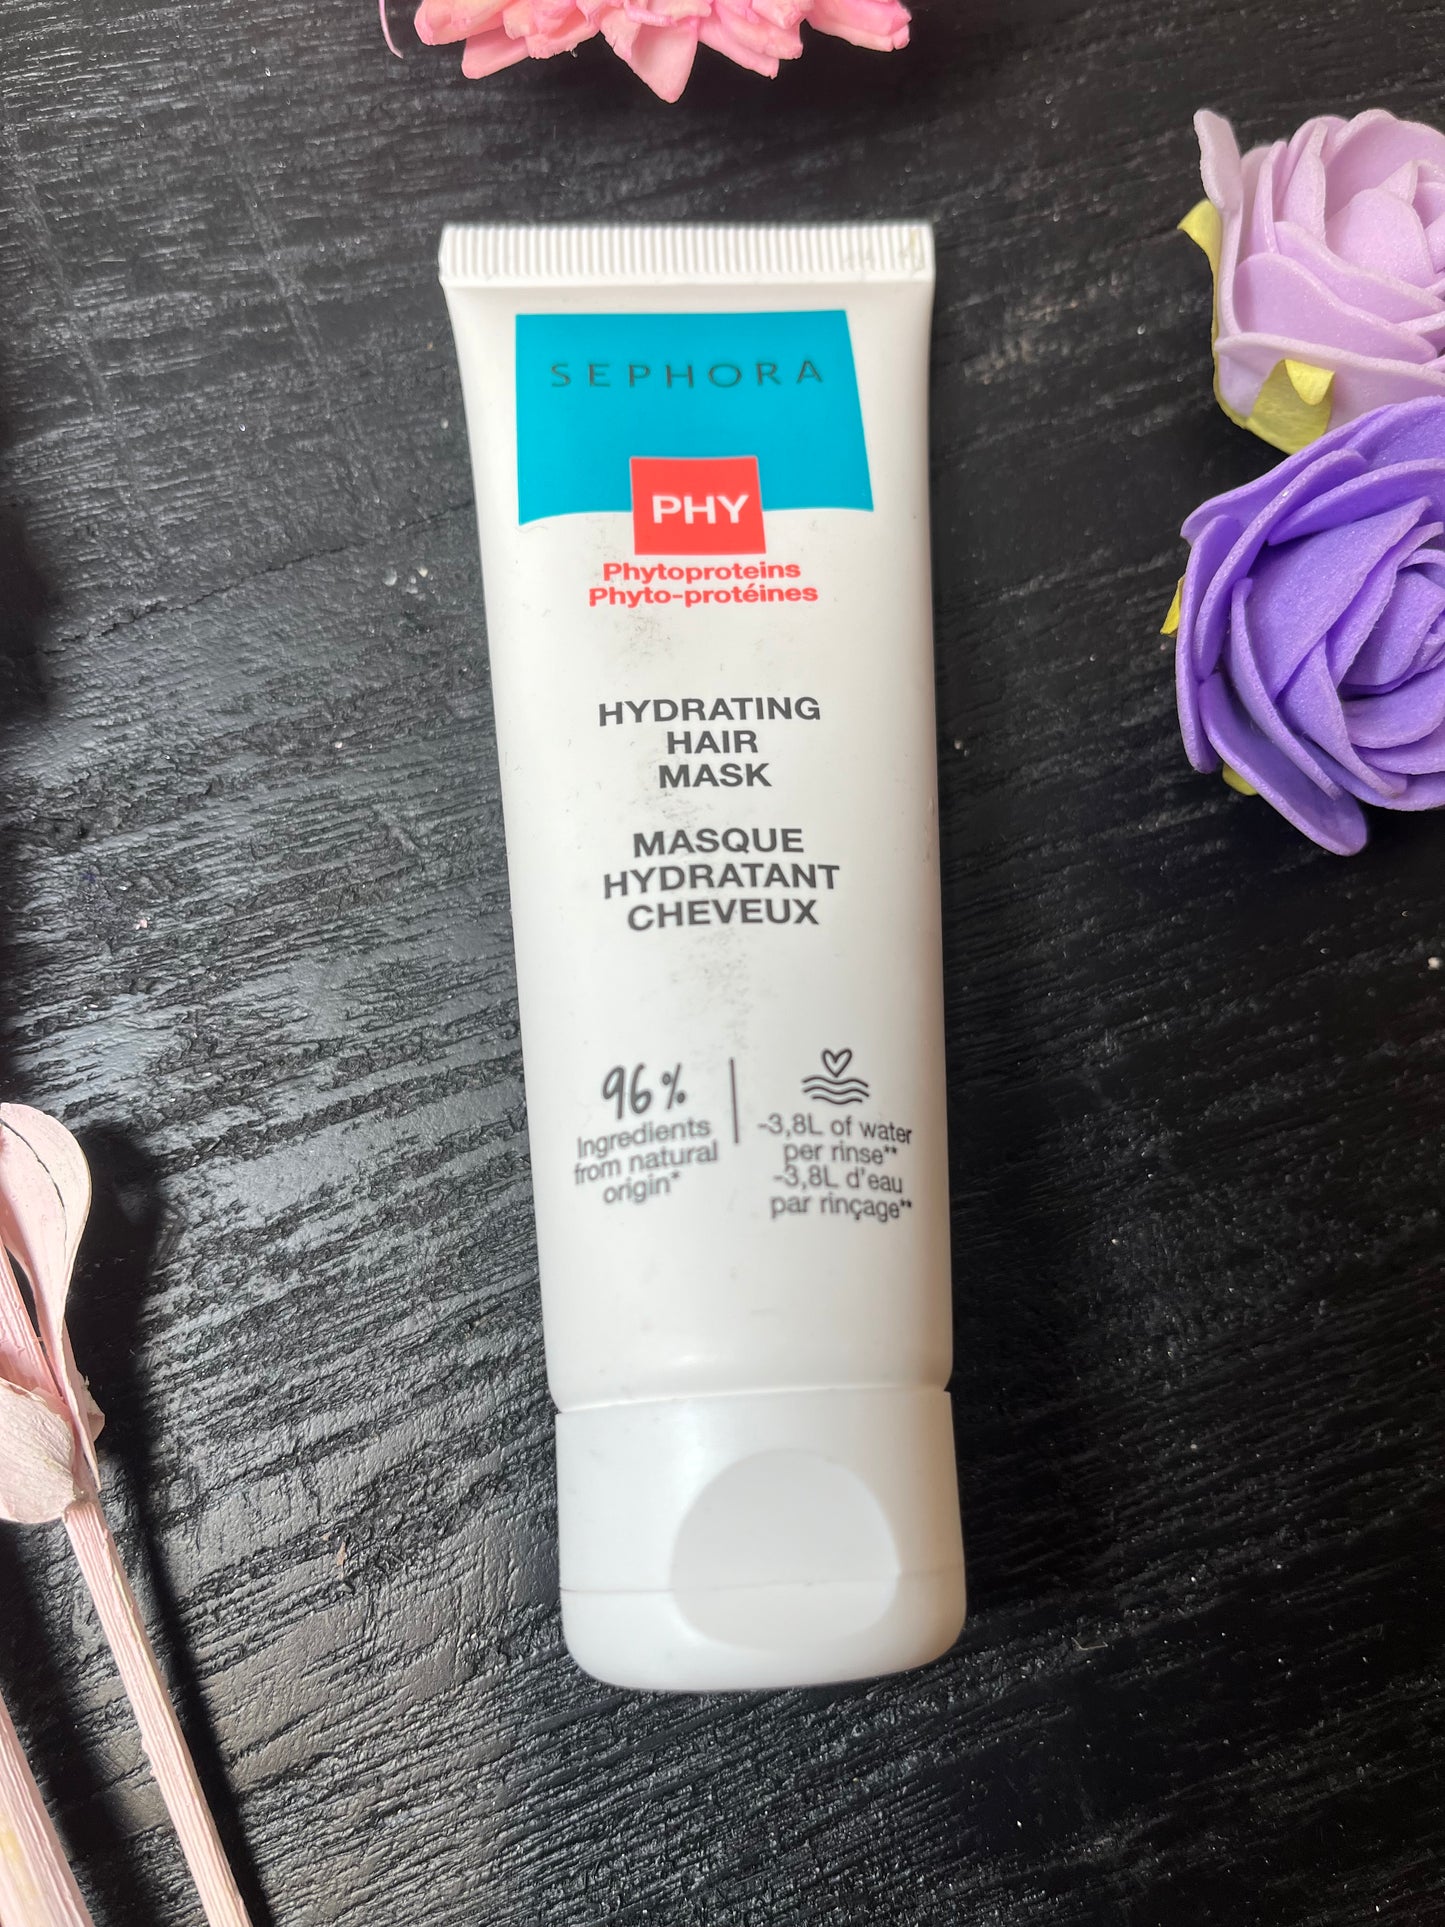 SEPHORA
PHY
Phytoproteins
Phyto-protéines
HYDRATING
HAIR
MASK
MASQUE
HYDRATANT
CHEVEUX
96%
Ingredients
from natural
origin*
-3,8L of water
per rinse**
-3,8L d'eau
par rinçage**